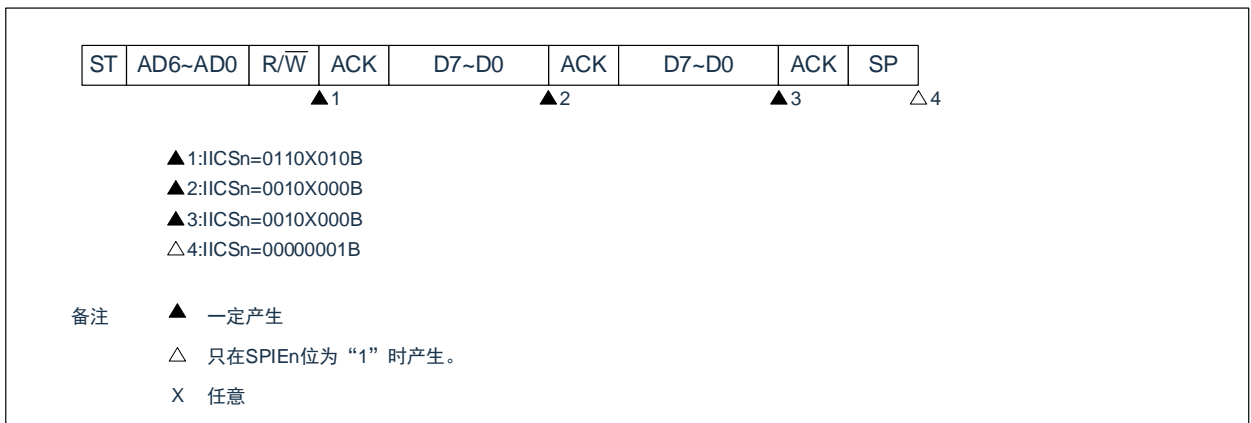 ST AD6~AD0 R/W̅ ACK D7~D0 ACK D7~D0 ACK SP
▲1 ▲2 ▲3 △4
▲1:IICSn=0110X010B
▲2:IICSn=0010X000B
▲3:IICSn=0010X000B
△4:IICSn=00000001B
备注 ▲ 一定产生
△ 只在SPIEn位为“1”时产生。
X 任意